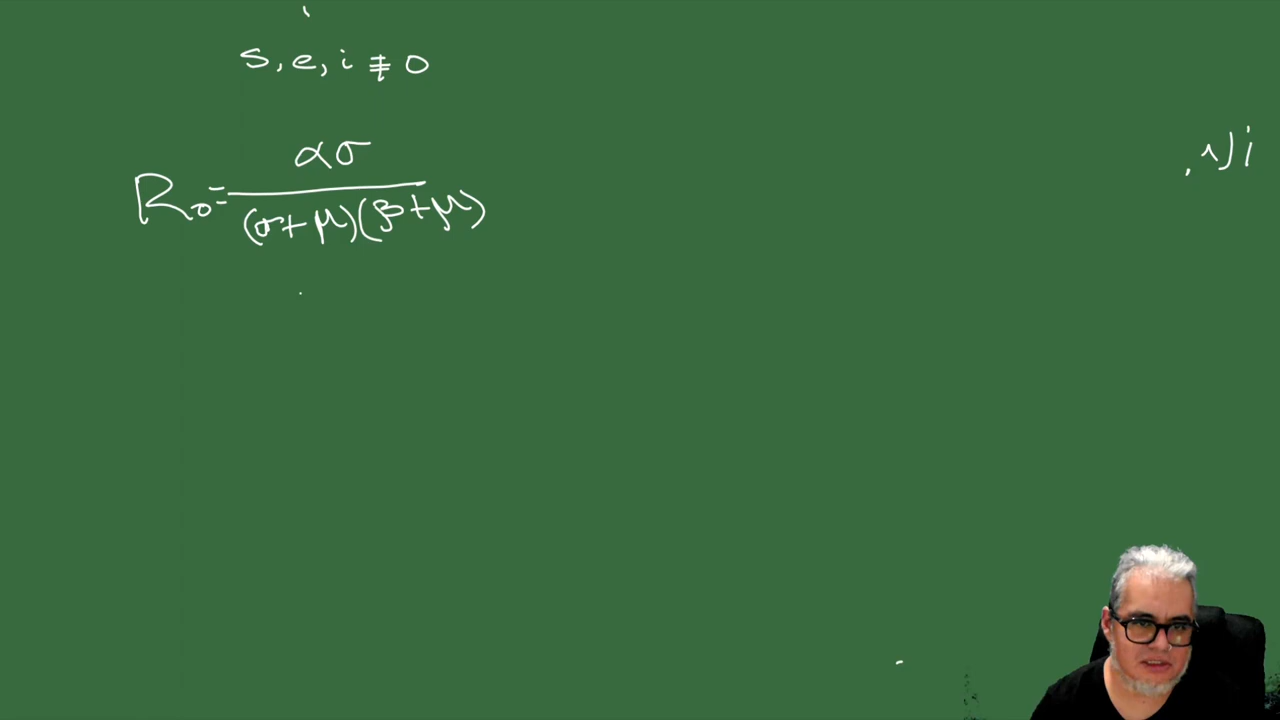 s, e, i ≠ 0
R₀ = ασ / (σ+μ)(β+μ)